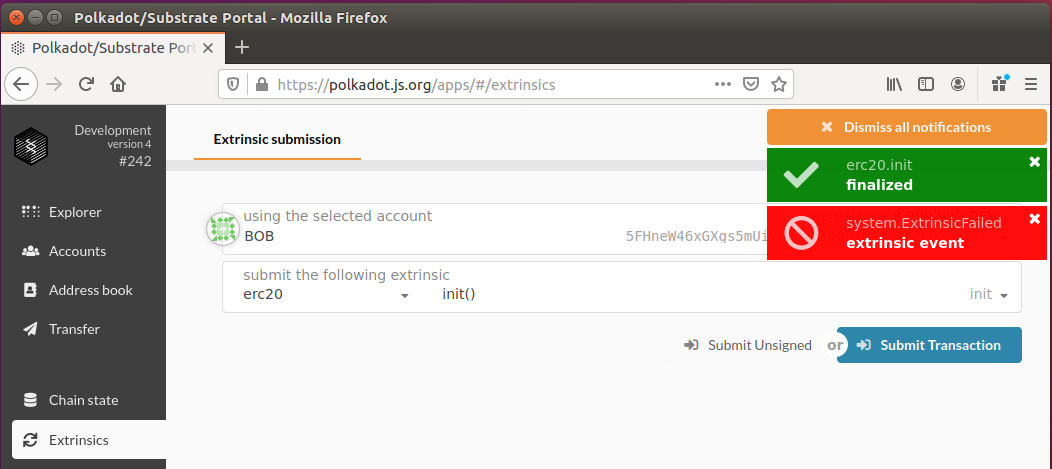 Polkadot/Substrate Portal - Mozilla Firefox
Polkadot/Substrate Port
https://polkadot.js.org/apps/#/extrinsics
Development
version 4
#242
Explorer
Accounts
Address book
Transfer
Chain state
Extrinsics
Extrinsic submission
Dismiss all notifications
erc20.init
finalized
system.ExtrinsicFailed
extrinsic event
using the selected account
BOB 5FHneW46xGXgs5mUi
submit the following extrinsic
erc20 init() init
Submit Unsigned or Submit Transaction